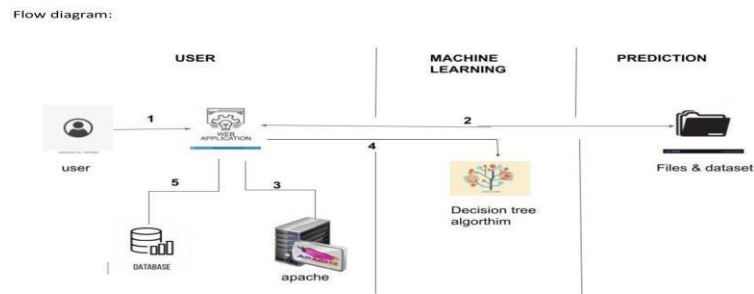 Flow diagram:
USER
MACHINE
LEARNING
PREDICTION
1
2
WEB
APPLICATION
4
user
Files & dataset
5
3
Decision tree
algorthim
DATABASE
APACHE
apache